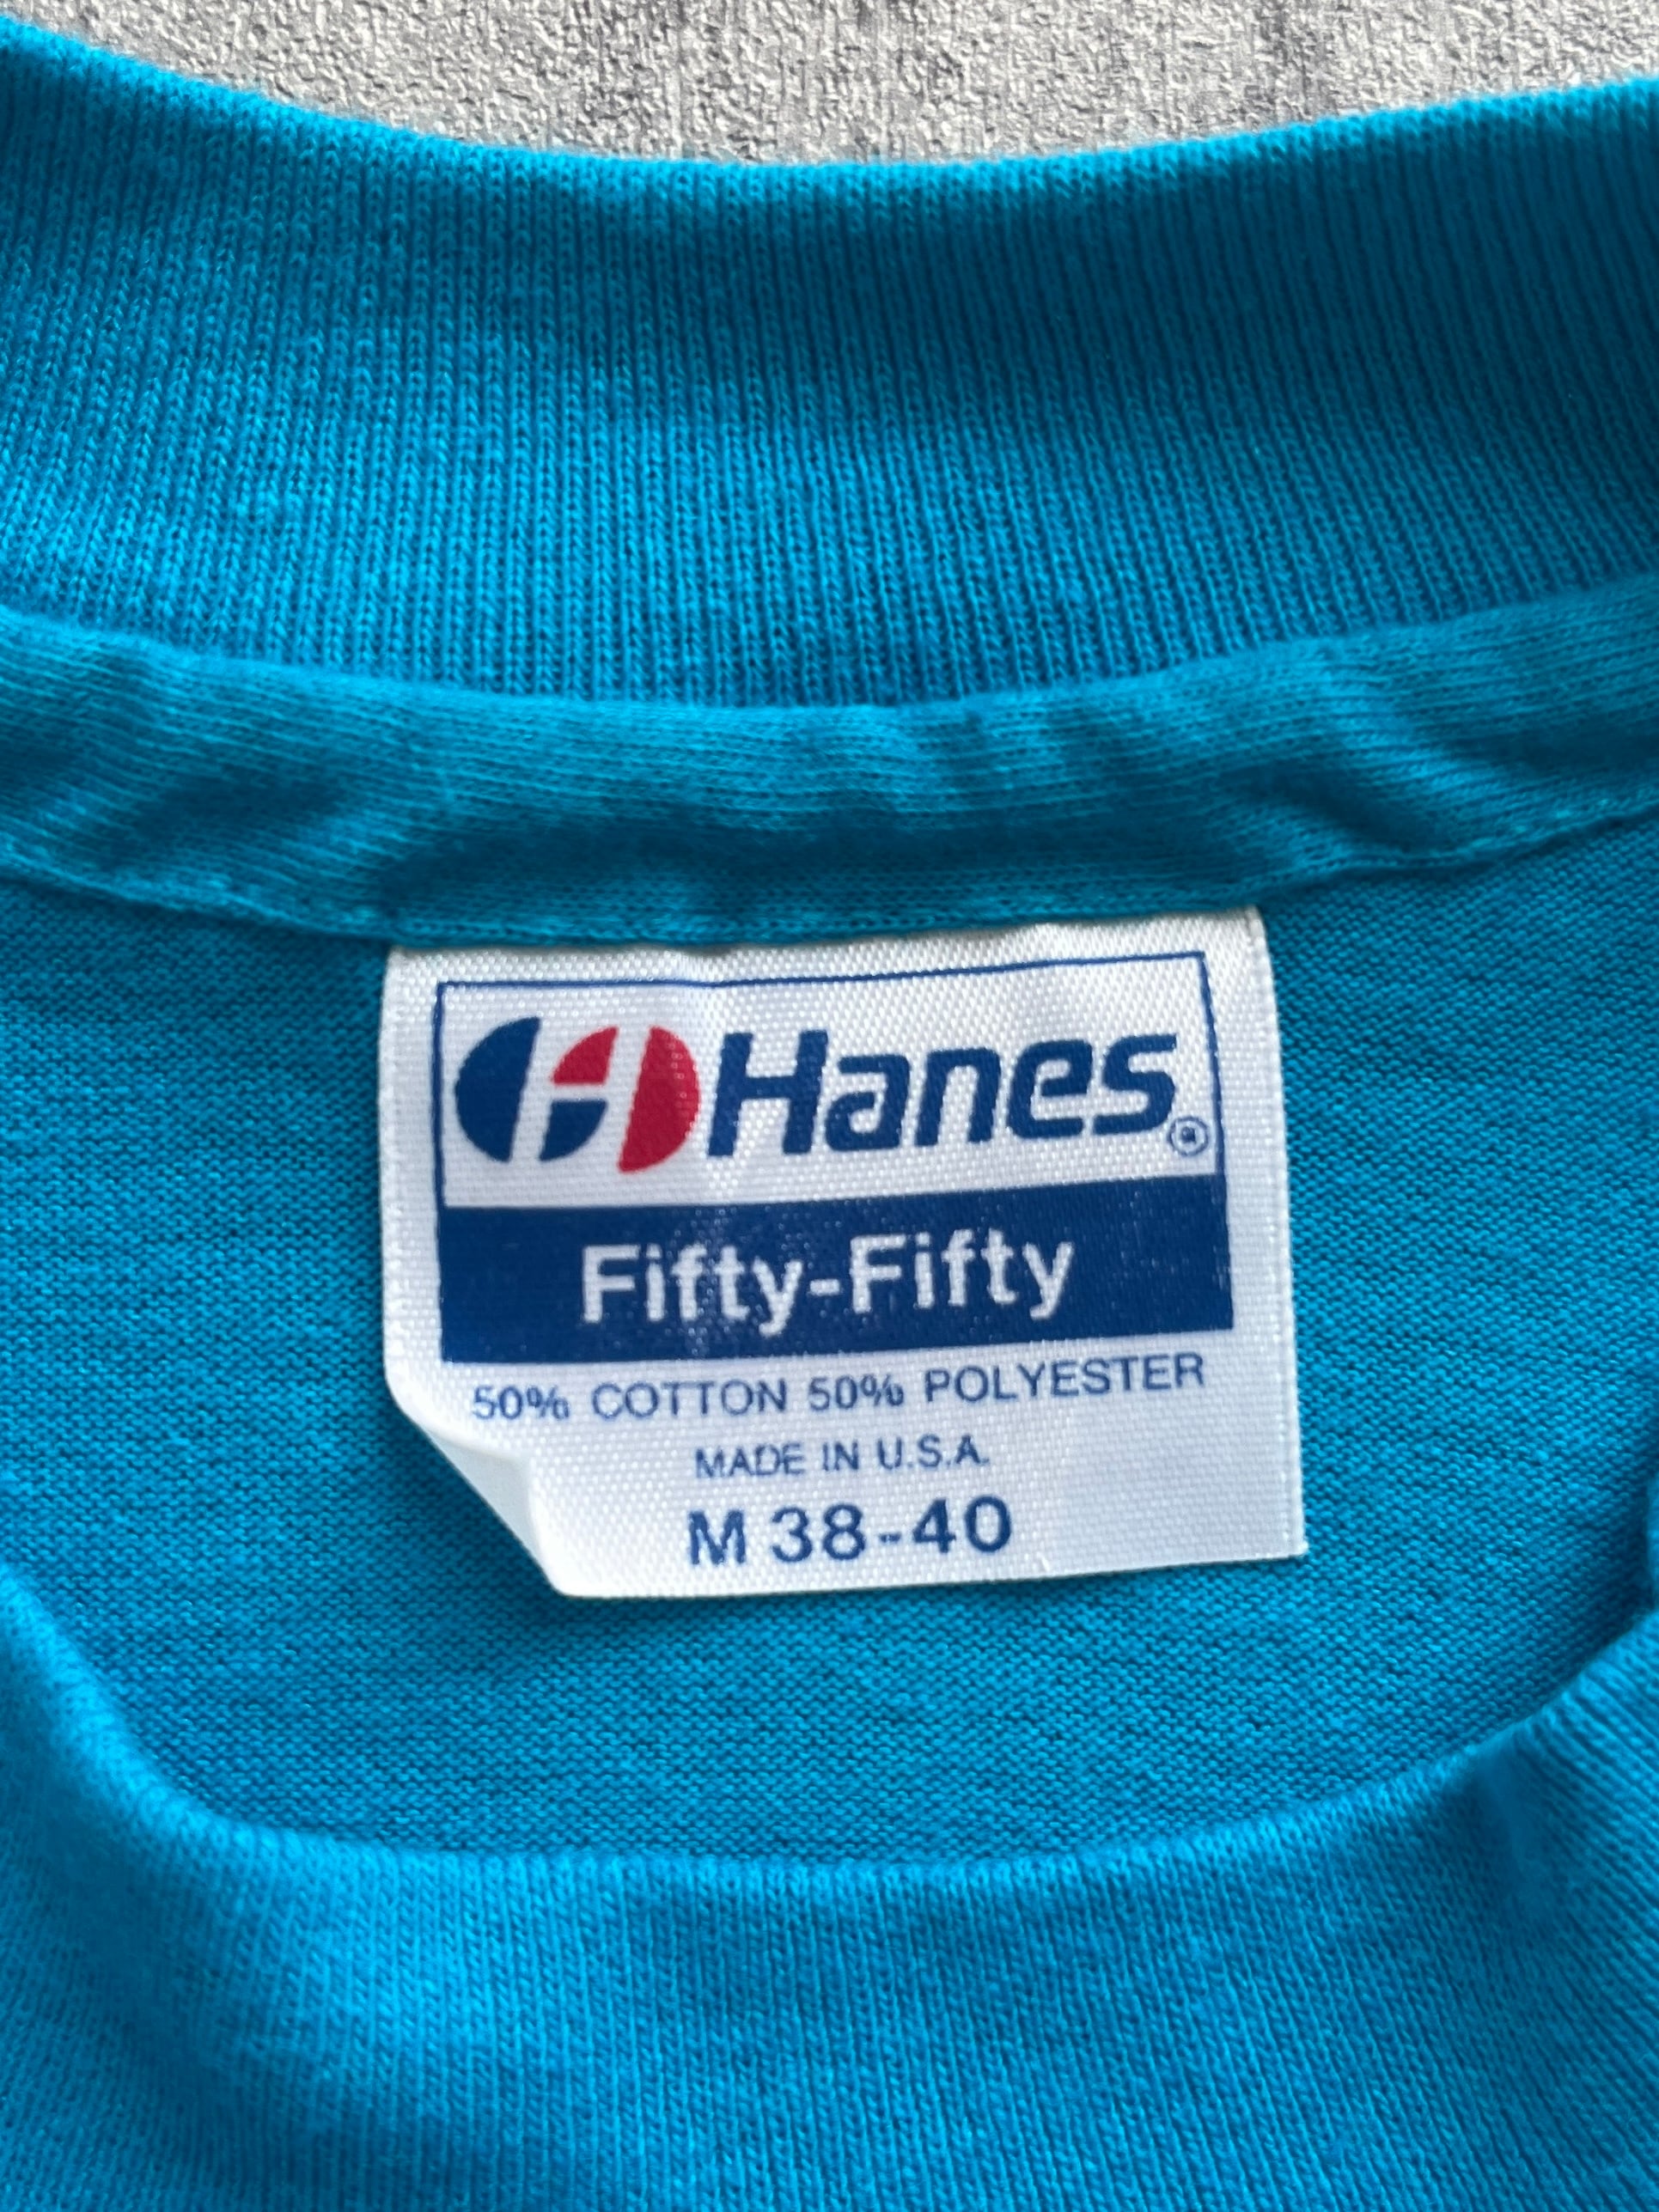 Hanes®
Fifty-Fifty
50% COTTON 50% POLYESTER
MADE IN U.S.A.
M 38-40